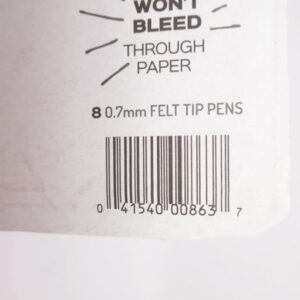 WON'T
BLEED
THROUGH
PAPER
8 0.7mm FELT TIP PENS
0 41540 00863 7